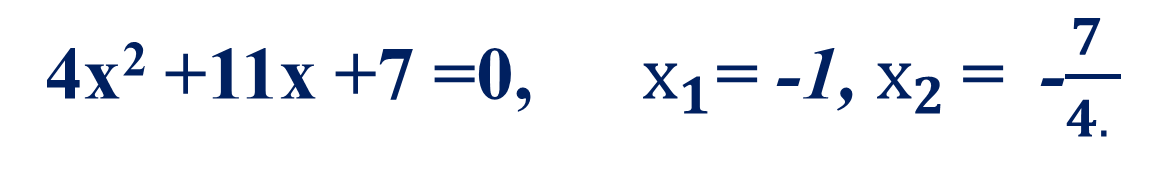 4x² +11x +7 =0, x₁= -1, x₂ = -7/4.